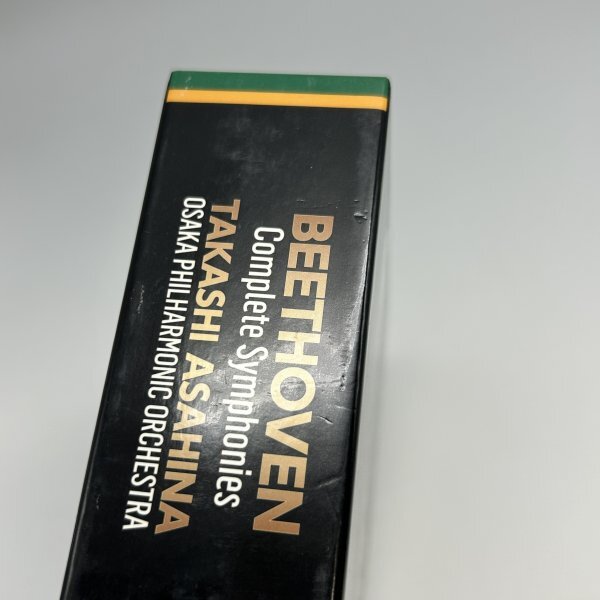 BEETHOVEN
Complete Symphonies
TAKASHI ASAHINA
OSAKA PHILHARMONIC ORCHESTRA